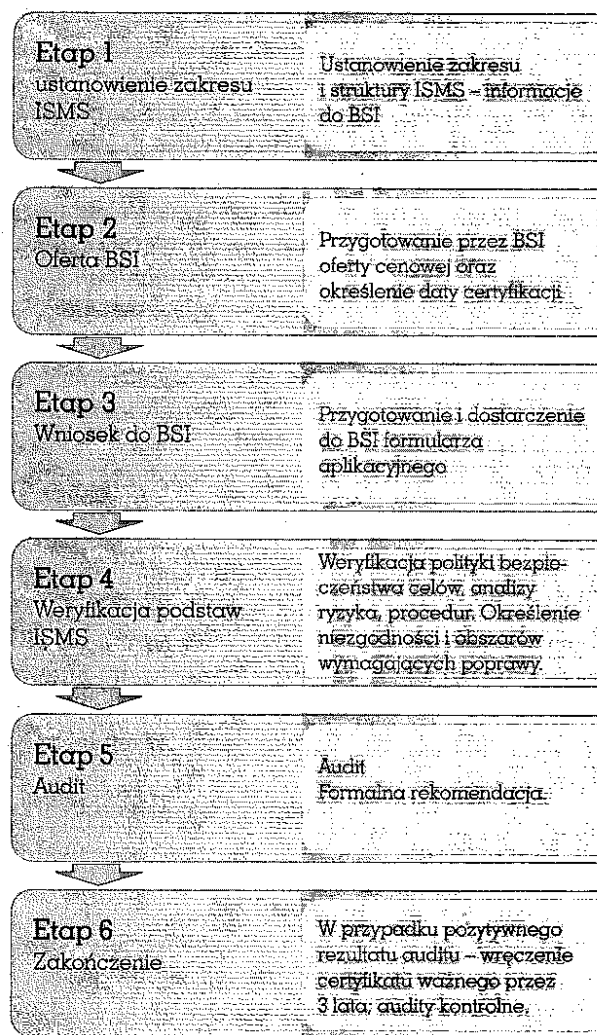 Etap 1
ustanowienie zakresu
ISMS
Ustanowienie zakresu
i struktury ISMS – informacje
do BSI
Etap 2
Oferta BSI
Przygotowanie przez BSI
oferty cenowej oraz
określenie daty certyfikacji
Etap 3
Wniosek do BSI
Przygotowanie i dostarczenie
do BSI formularza
aplikacyjnego
Etap 4
Weryfikacja podstaw
ISMS
Weryfikacja polityki bezpie-
czeństwa celów, analizy
ryzyka, procedur. Określenie
niezgodności i obszarów
wymagających poprawy.
Etap 5
Audit
Audit
Formalna rekomendacja.
Etap 6
Zakończenie
W przypadku pozytywnego
rezultatu auditu – wręczenie
certyfikatu ważnego przez
3 lata, audity kontrolne.